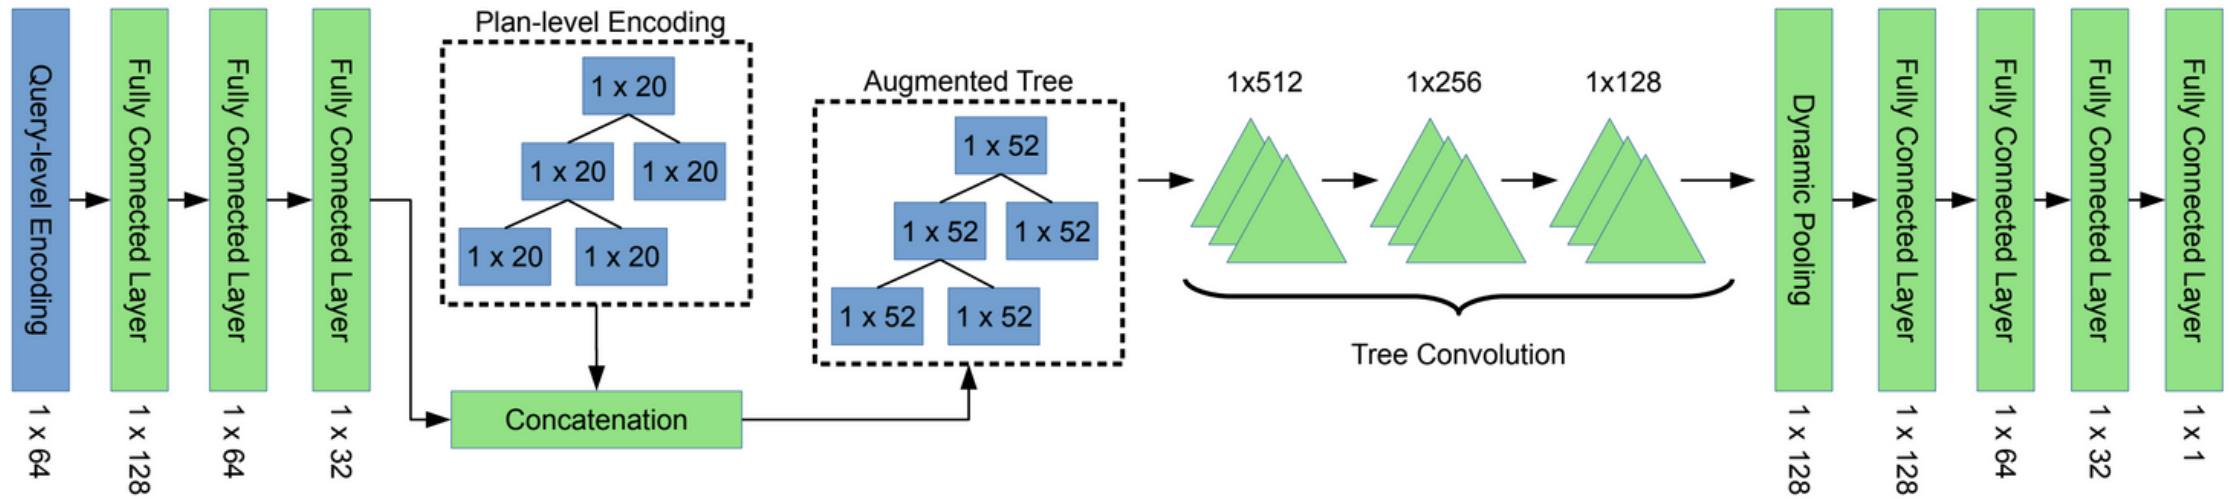 Query-level Encoding
1 x 64
Fully Connected Layer
1 x 128
Fully Connected Layer
1 x 64
Fully Connected Layer
1 x 32
Plan-level Encoding
1 x 20
1 x 20
1 x 20
1 x 20
1 x 20
Concatenation
Augmented Tree
1 x 52
1 x 52
1 x 52
1 x 52
1 x 52
1x512
1x256
1x128
Tree Convolution
Dynamic Pooling
1 x 128
Fully Connected Layer
1 x 128
Fully Connected Layer
1 x 64
Fully Connected Layer
1 x 32
Fully Connected Layer
1 x 1